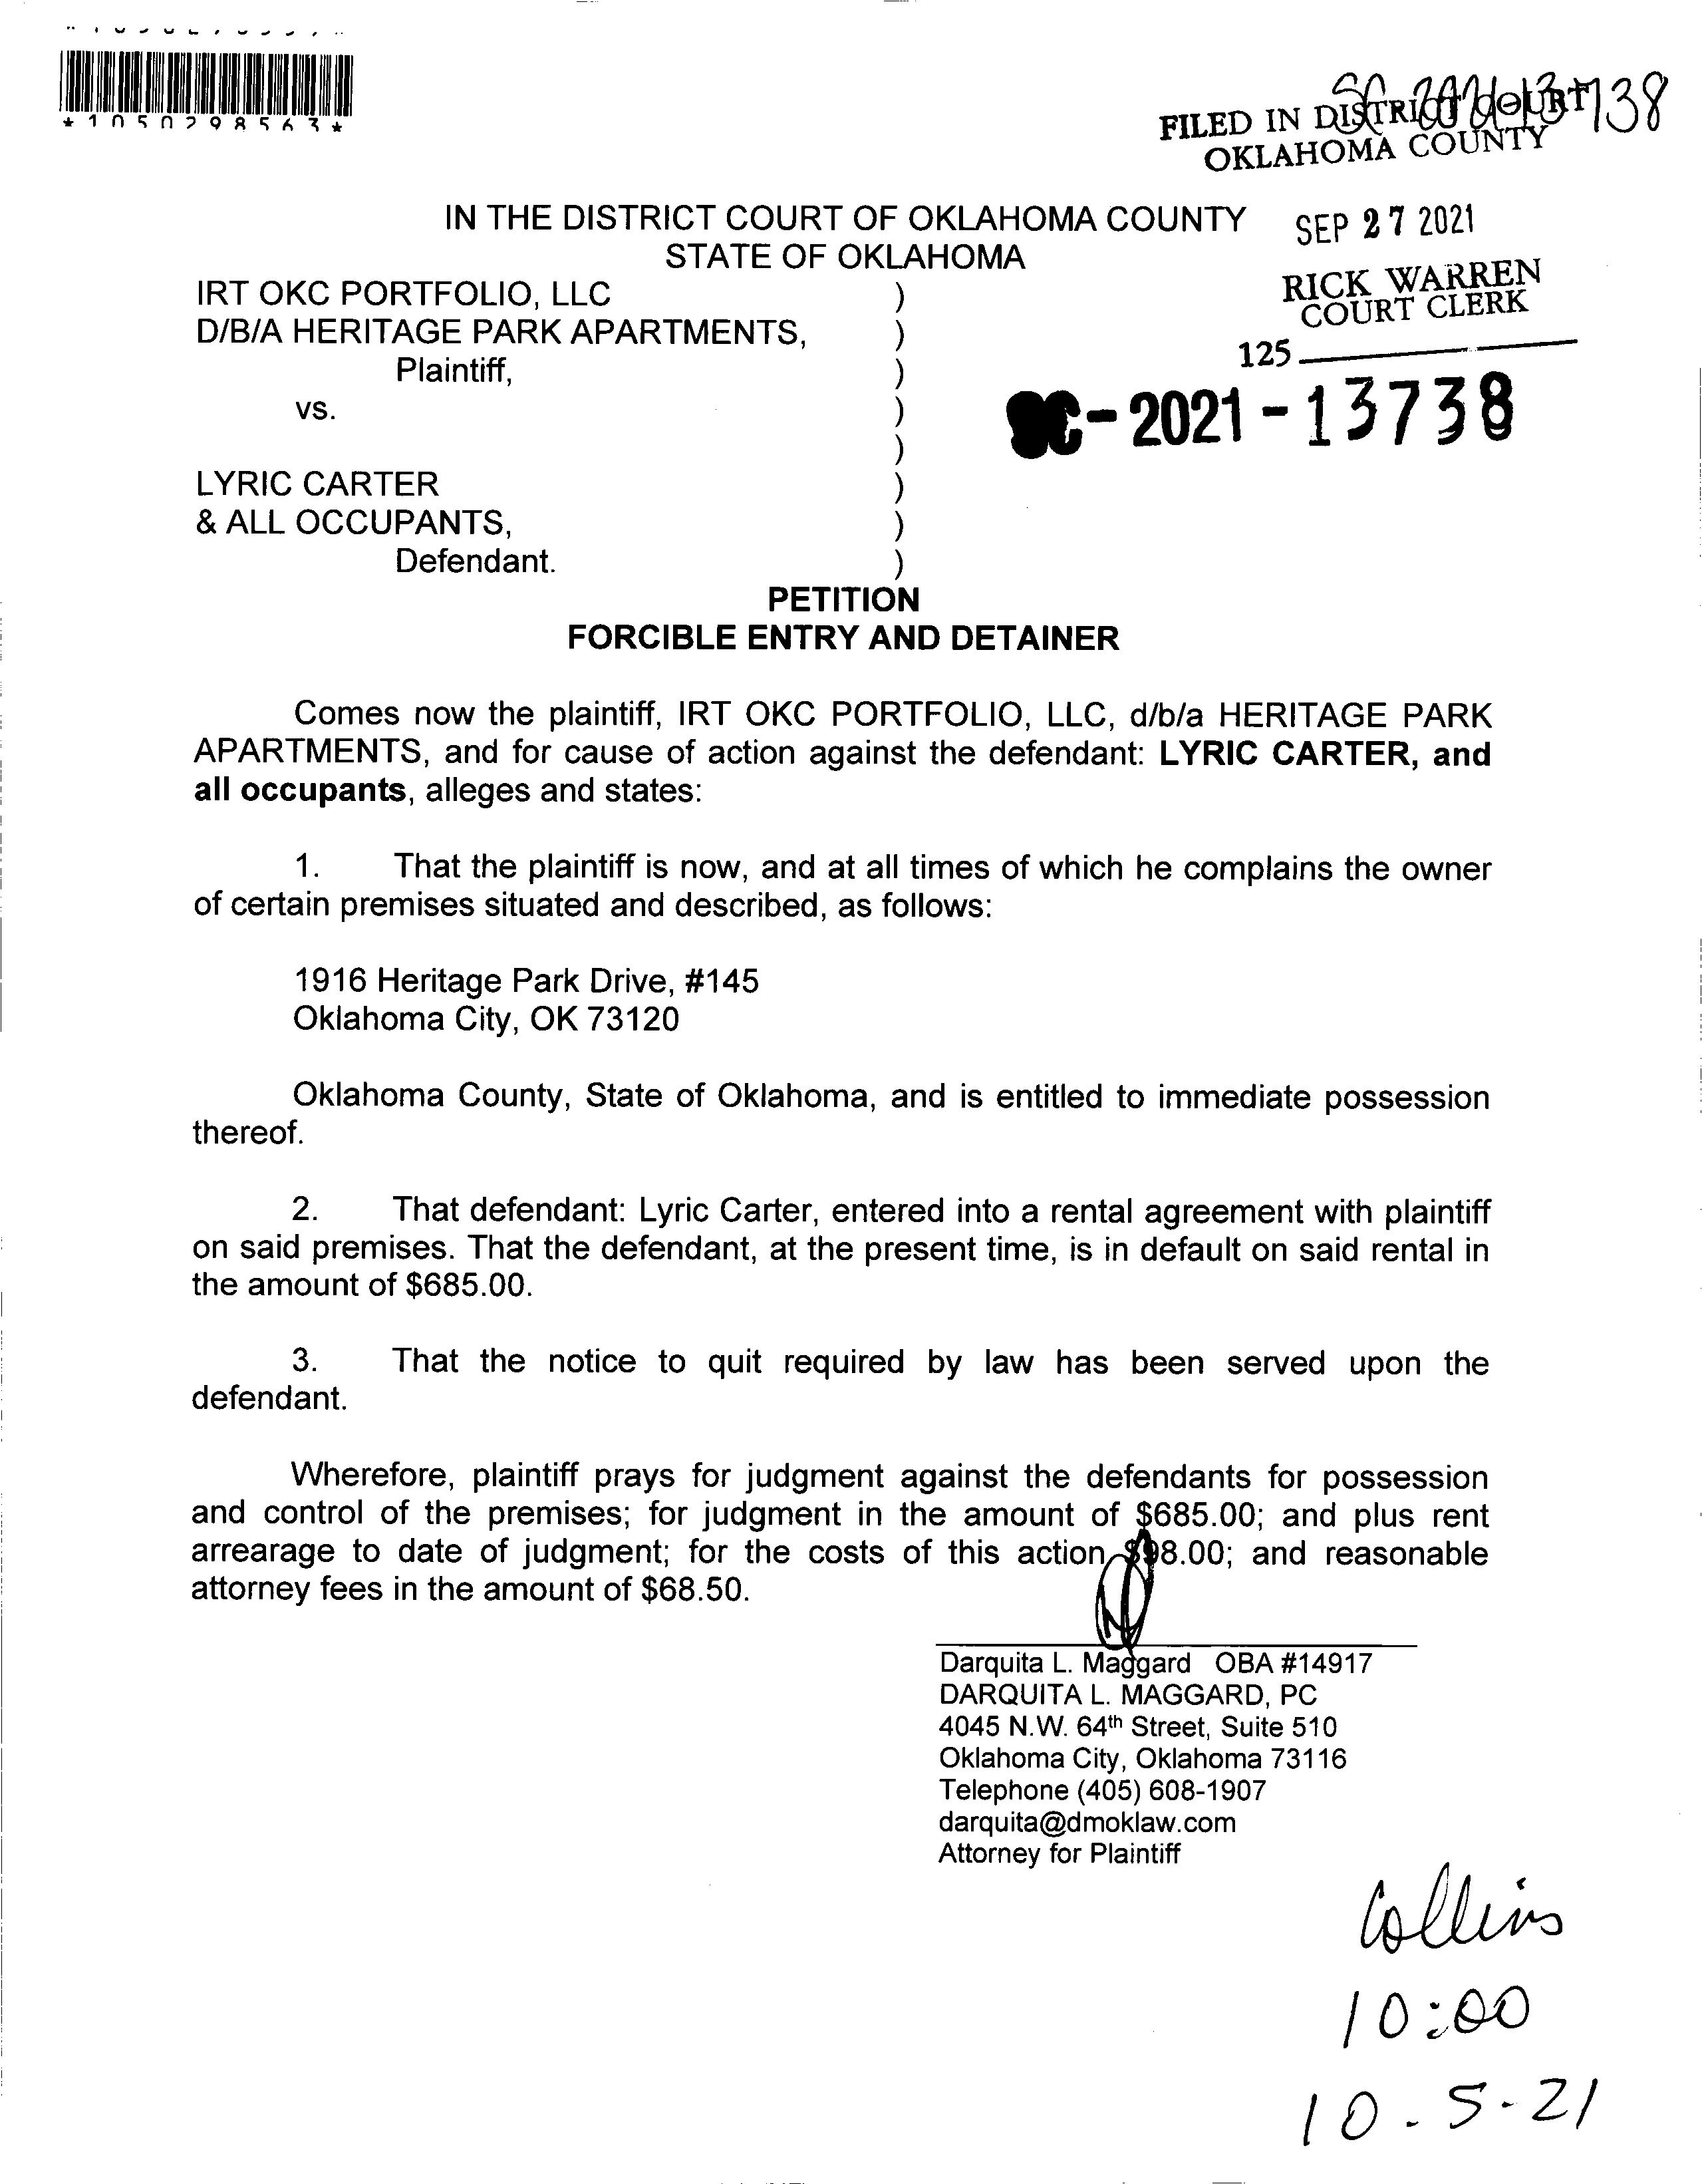 *1050298563*
SC 2021-13738
FILED IN DISTRICT COURT
OKLAHOMA COUNTY
IN THE DISTRICT COURT OF OKLAHOMA COUNTY
STATE OF OKLAHOMA
SEP 27 2021
RICK WARREN
COURT CLERK
125
SC-2021-13738
IRT OKC PORTFOLIO, LLC )
D/B/A HERITAGE PARK APARTMENTS, )
Plaintiff, )
vs. )
)
LYRIC CARTER )
& ALL OCCUPANTS, )
Defendant. )
PETITION
FORCIBLE ENTRY AND DETAINER
Comes now the plaintiff, IRT OKC PORTFOLIO, LLC, d/b/a HERITAGE PARK
APARTMENTS, and for cause of action against the defendant: LYRIC CARTER, and
all occupants, alleges and states:
1. That the plaintiff is now, and at all times of which he complains the owner
of certain premises situated and described, as follows:
1916 Heritage Park Drive, #145
Oklahoma City, OK 73120
Oklahoma County, State of Oklahoma, and is entitled to immediate possession
thereof.
2. That defendant: Lyric Carter, entered into a rental agreement with plaintiff
on said premises. That the defendant, at the present time, is in default on said rental in
the amount of $685.00.
3. That the notice to quit required by law has been served upon the
defendant.
Wherefore, plaintiff prays for judgment against the defendants for possession
and control of the premises; for judgment in the amount of $685.00; and plus rent
arrearage to date of judgment; for the costs of this action, ; and reasonable
attorney fees in the amount of $68.50.
Darquita L. Maggard OBA #14917
DARQUITA L. MAGGARD, PC
4045 N.W. 64th Street, Suite 510
Oklahoma City, Oklahoma 73116
Telephone (405) 608-1907
darquita@dmoklaw.com
Attorney for Plaintiff
Collins
10:00
10-5-21